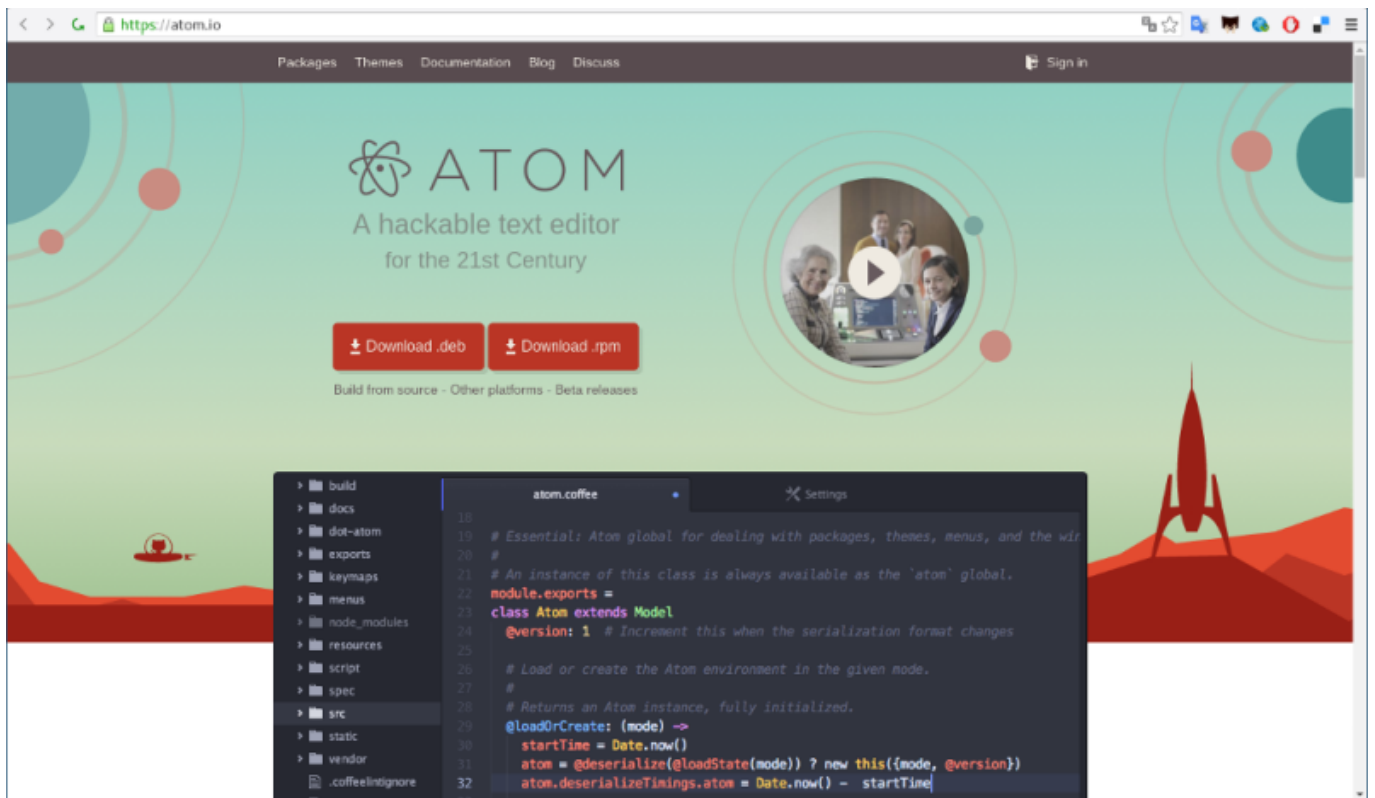 https://atom.io
Packages Themes Documentation Blog Discuss Sign in
ATOM
A hackable text editor
for the 21st Century
Download .deb Download .rpm
Build from source - Other platforms - Beta releases
build
docs
dot-atom
exports
keymaps
menus
node_modules
resources
script
spec
src
static
vendor
.coffeelintignore
atom.coffee Settings
18
19 # Essential: Atom global for dealing with packages, themes, menus, and the win
20 #
21 # An instance of this class is always available as the `atom` global.
22 module.exports =
23 class Atom extends Model
24 @version: 1 # Increment this when the serialization format changes
25
26 # Load or create the Atom environment in the given mode.
27 #
28 # Returns an Atom instance, fully initialized.
29 @loadOrCreate: (mode) ->
30 startTime = Date.now()
31 atom = @deserialize(@loadState(mode)) ? new this({mode, @version})
32 atom.deserializeTimings.atom = Date.now() - startTime